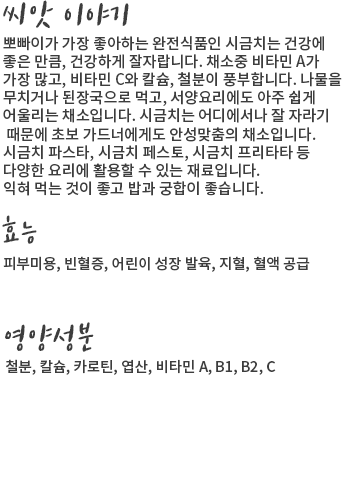 씨앗 이야기
뽀빠이가 가장 좋아하는 완전식품인 시금치는 건강에
좋은 만큼, 건강하게 잘자랍니다. 채소중 비타민 A가
가장 많고, 비타민 C와 칼슘, 철분이 풍부합니다. 나물을
무치거나 된장국으로 먹고, 서양요리에도 아주 쉽게
어울리는 채소입니다. 시금치는 어디에서나 잘 자라기
때문에 초보 가드너에게도 안성맞춤의 채소입니다.
시금치 파스타, 시금치 페스토, 시금치 프리타타 등
다양한 요리에 활용할 수 있는 재료입니다.
익혀 먹는 것이 좋고 밥과 궁합이 좋습니다.
효능
피부미용, 빈혈증, 어린이 성장 발육, 지혈, 혈액 공급
영양성분
철분, 칼슘, 카로틴, 엽산, 비타민 A, B1, B2, C